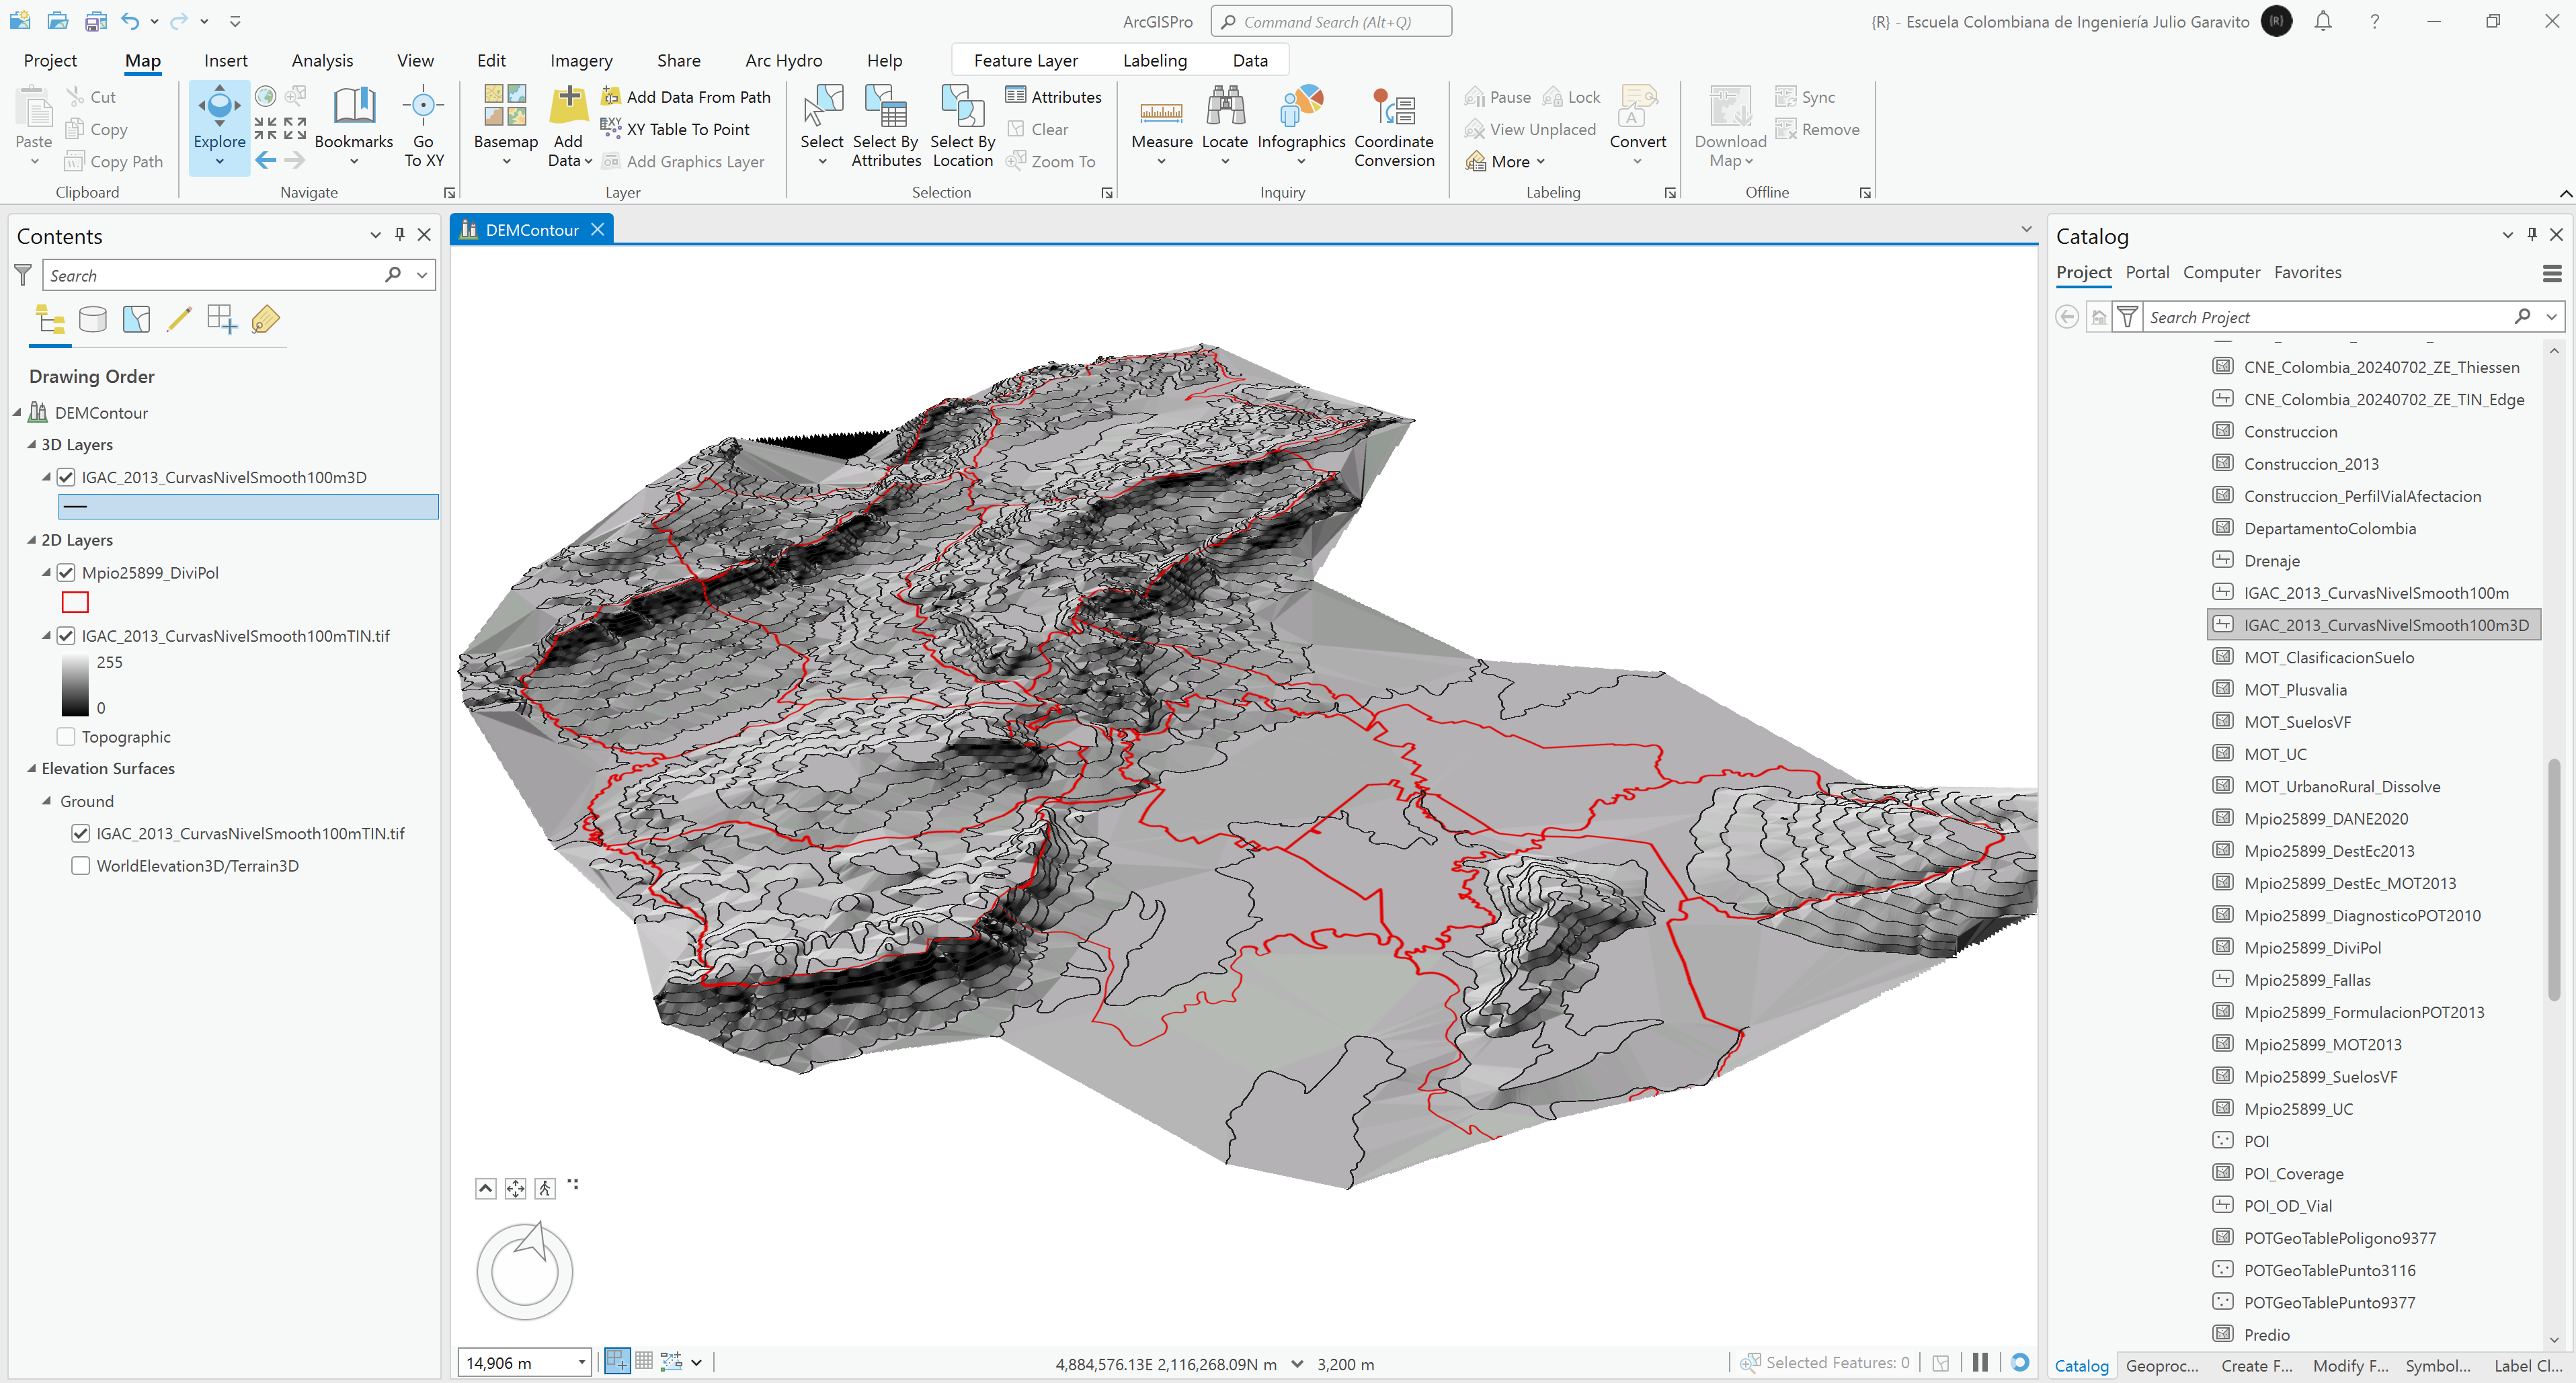 ArcGISPro
Command Search (Alt+Q)
{R} - Escuela Colombiana de Ingeniería Julio Garavito
{R}
Project
Map
Insert
Analysis
View
Edit
Imagery
Share
Arc Hydro
Help
Feature Layer
Labeling
Data
Paste
Cut
Copy
Copy Path
Clipboard
Explore
Bookmarks
Go
To XY
Navigate
Basemap
Add
Data
Add Data From Path
XY Table To Point
Add Graphics Layer
Layer
Select
Select By
Attributes
Select By
Location
Attributes
Clear
Zoom To
Selection
Measure
Locate
Infographics
Coordinate
Conversion
Inquiry
Pause
Lock
View Unplaced
More
Convert
Labeling
Download
Map
Sync
Remove
Offline
Contents
Search
Drawing Order
DEMContour
3D Layers
IGAC_2013_CurvasNivelSmooth100m3D
2D Layers
Mpio25899_DiviPol
IGAC_2013_CurvasNivelSmooth100mTIN.tif
255
0
Topographic
Elevation Surfaces
Ground
IGAC_2013_CurvasNivelSmooth100mTIN.tif
WorldElevation3D/Terrain3D
DEMContour
14,906 m
4,884,576.13E 2,116,268.09N m
3,200 m
Selected Features: 0
Catalog
Project
Portal
Computer
Favorites
Search Project
CNE_Colombia_20240702_ZE_Thiessen
CNE_Colombia_20240702_ZE_TIN_Edge
Construccion
Construccion_2013
Construccion_PerfilVialAfectacion
DepartamentoColombia
Drenaje
IGAC_2013_CurvasNivelSmooth100m
IGAC_2013_CurvasNivelSmooth100m3D
MOT_ClasificacionSuelo
MOT_Plusvalia
MOT_SuelosVF
MOT_UC
MOT_UrbanoRural_Dissolve
Mpio25899_DANE2020
Mpio25899_DestEc2013
Mpio25899_DestEc_MOT2013
Mpio25899_DiagnosticoPOT2010
Mpio25899_DiviPol
Mpio25899_Fallas
Mpio25899_FormulacionPOT2013
Mpio25899_MOT2013
Mpio25899_SuelosVF
Mpio25899_UC
POI
POI_Coverage
POI_OD_Vial
POTGeoTablePoligono9377
POTGeoTablePunto3116
POTGeoTablePunto9377
Predio
Catalog
Geoproc...
Create F...
Modify F...
Symbol...
Label Cl...